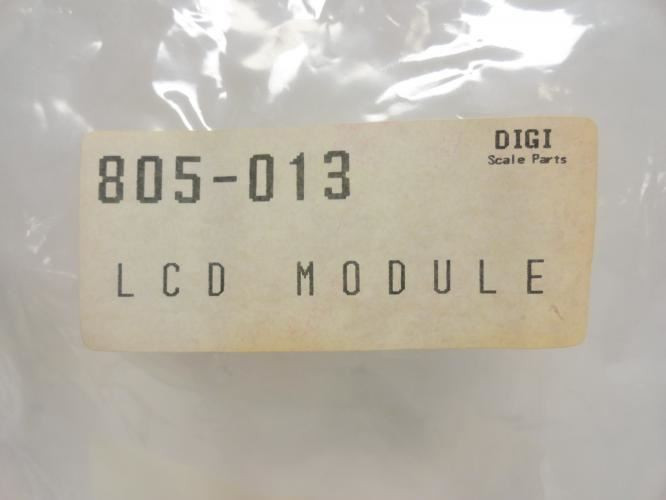 DIGI
Scale Parts
805-013
LCD MODULE